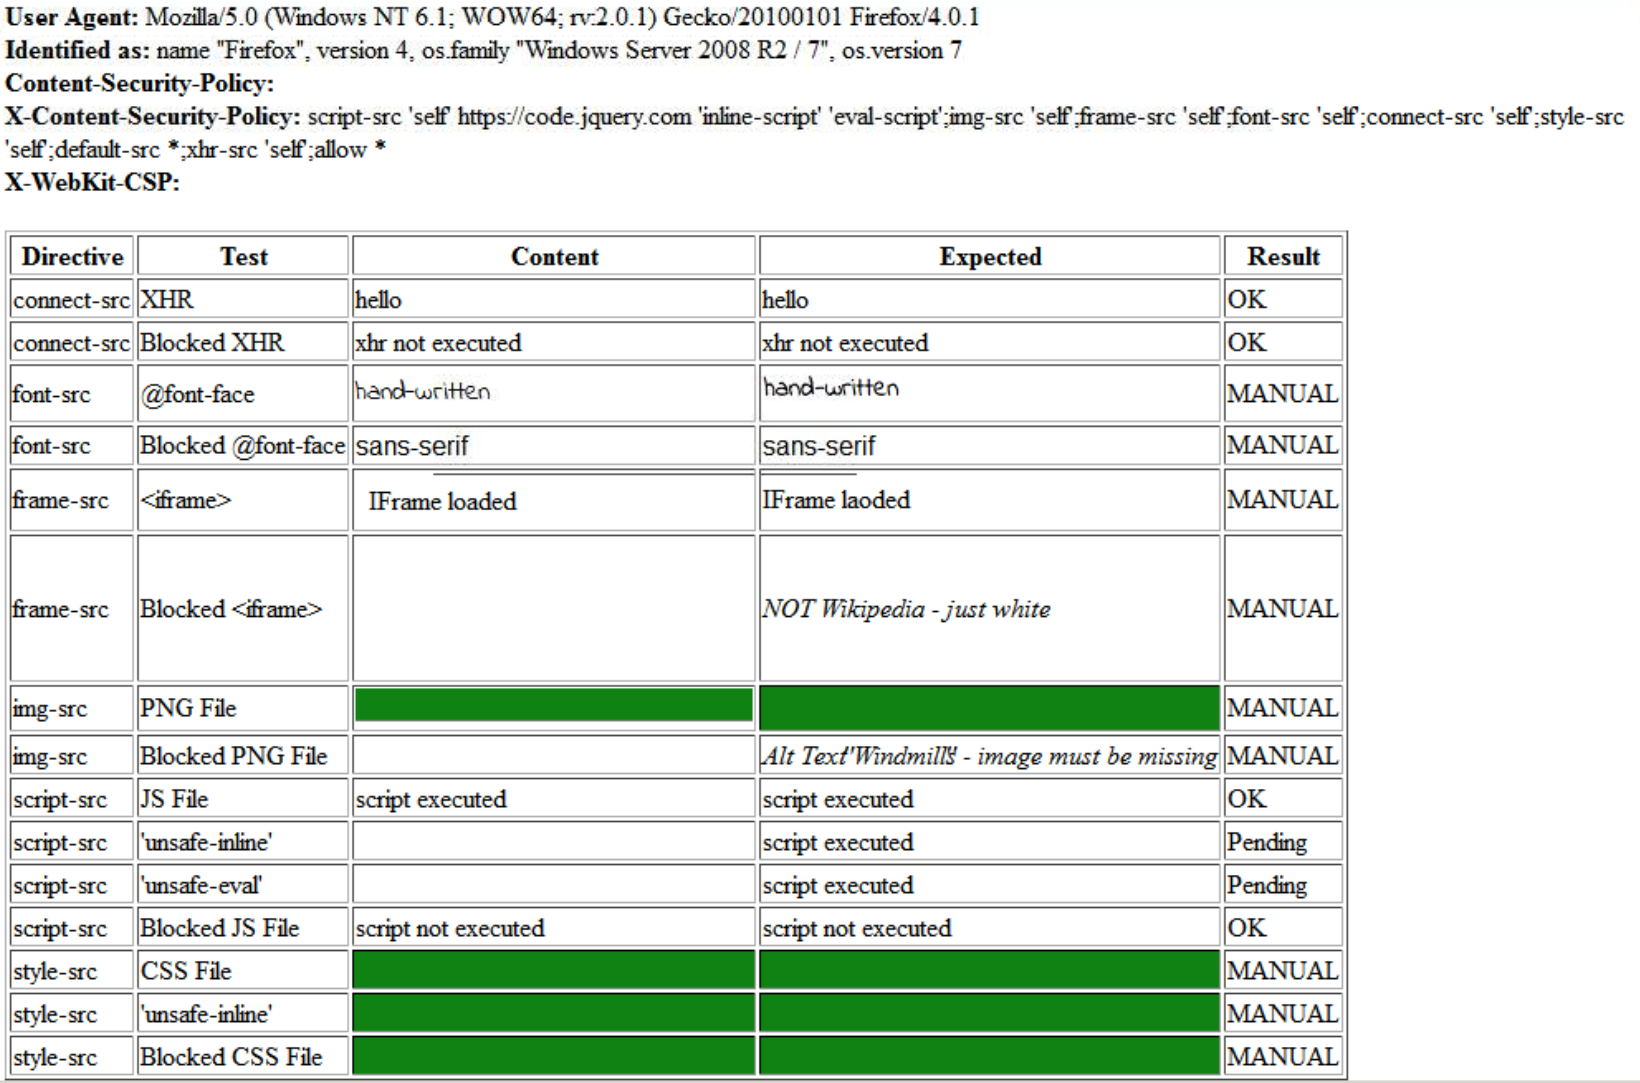 User Agent: Mozilla/5.0 (Windows NT 6.1; WOW64; rv:2.0.1) Gecko/20100101 Firefox/4.0.1
Identified as: name "Firefox", version 4, os.family "Windows Server 2008 R2 / 7", os.version 7
Content-Security-Policy:
X-Content-Security-Policy: script-src 'self' https://code.jquery.com 'inline-script' 'eval-script';img-src 'self';frame-src 'self';font-src 'self';connect-src 'self';style-src
'self';default-src *;xhr-src 'self';allow *
X-WebKit-CSP:
Directive Test Content Expected Result
connect-src XHR hello hello OK
connect-src Blocked XHR xhr not executed xhr not executed OK
font-src @font-face hand-written hand-written MANUAL
font-src Blocked @font-face sans-serif sans-serif MANUAL
frame-src <iframe> IFrame loaded IFrame laoded MANUAL
frame-src Blocked <iframe> NOT Wikipedia - just white MANUAL
img-src PNG File MANUAL
img-src Blocked PNG File Alt Text "Windmills" - image must be missing MANUAL
script-src JS File script executed script executed OK
script-src 'unsafe-inline' script executed Pending
script-src 'unsafe-eval' script executed Pending
script-src Blocked JS File script not executed script not executed OK
style-src CSS File MANUAL
style-src 'unsafe-inline' MANUAL
style-src Blocked CSS File MANUAL